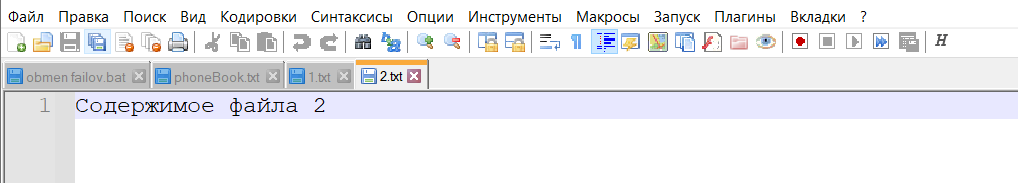 Файл Правка Поиск Вид Кодировки Синтаксисы Опции Инструменты Макросы Запуск Плагины Вкладки ?
obmen failov.bat phoneBook.txt 1.txt 2.txt
1 Содержимое файла 2